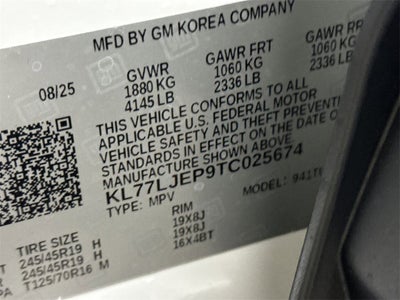 MFD BY GM KOREA COMPANY
08/25
GVWR
1880 KG
4145 LB
GAWR FRT
1060 KG
2336 LB
GAWR RR
1060 KG
2336 LB
THIS VEHICLE CONFORMS TO ALL
APPLICABLE U.S. FEDERAL MOTOR
VEHICLE SAFETY AND THEFT PREVENTION
STANDARDS IN EFFECT ON THE DATE OF
MANUFACTURE SHOWN ABOVE.
KL77LJEP9TC025674
TYPE: MPV
MODEL:
TIRE SIZE
245/45R19 H
245/45R19 H
T125/70R16 M
RIM
19X8J
19X8J
16X4BT